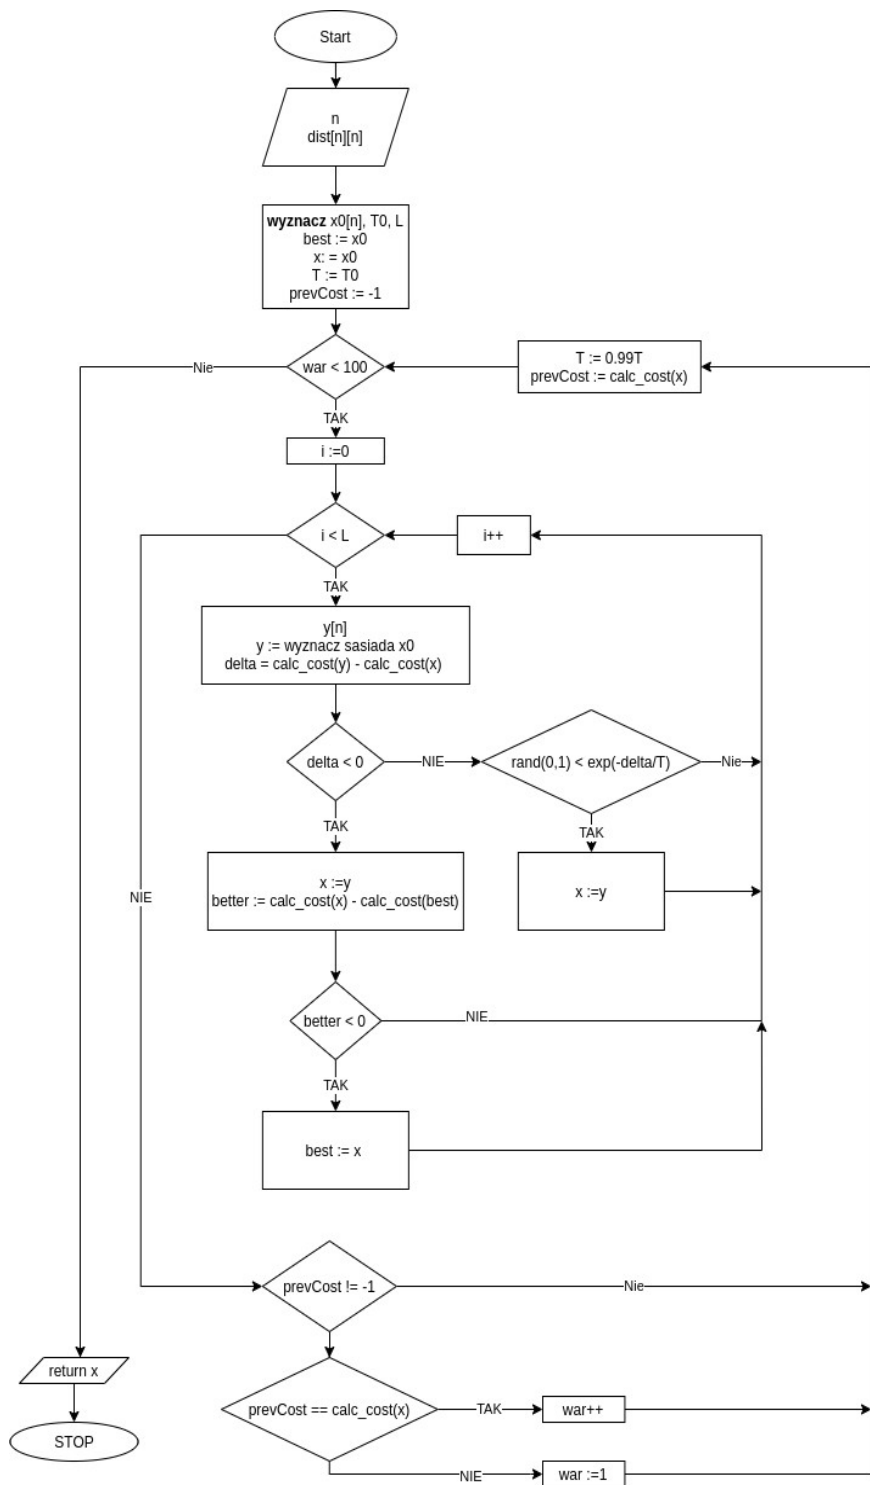 Start
n
dist[n][n]
wyznacz x0[n], T0, L
best := x0
x: = x0
T := T0
prevCost := -1
Nie
war < 100
T := 0.99T
prevCost := calc_cost(x)
TAK
i :=0
i < L
i++
TAK
y[n]
y := wyznacz sasiada x0
delta = calc_cost(y) - calc_cost(x)
delta < 0
NIE
rand(0,1) < exp(-delta/T)
Nie
TAK
TAK
x :=y
better := calc_cost(x) - calc_cost(best)
x :=y
NIE
better < 0
NIE
TAK
best := x
prevCost != -1
Nie
return x
prevCost == calc_cost(x)
TAK
war++
STOP
NIE
war :=1